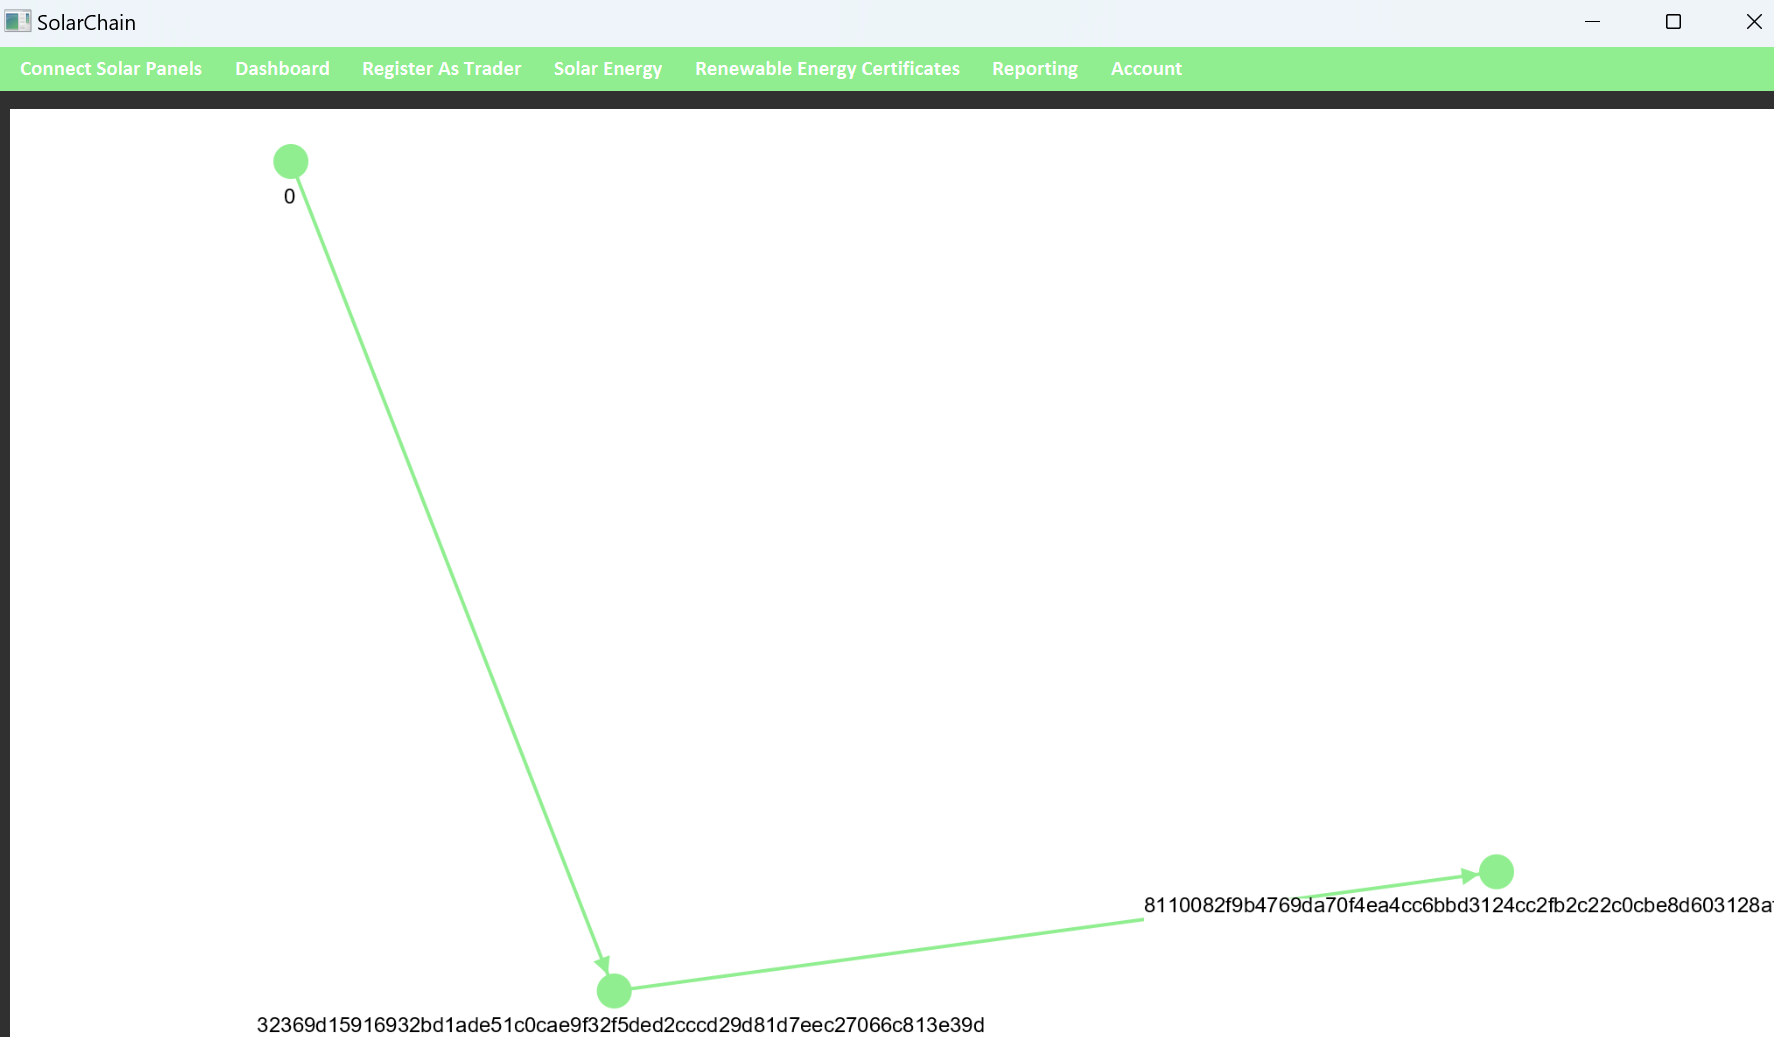 SolarChain
Connect Solar Panels Dashboard Register As Trader Solar Energy Renewable Energy Certificates Reporting Account
0
8110082f9b4769da70f4ea4cc6bbd3124cc2fb2c22c0cbe8d603128a
32369d15916932bd1ade51c0cae9f32f5ded2cccd29d81d7eec27066c813e39d